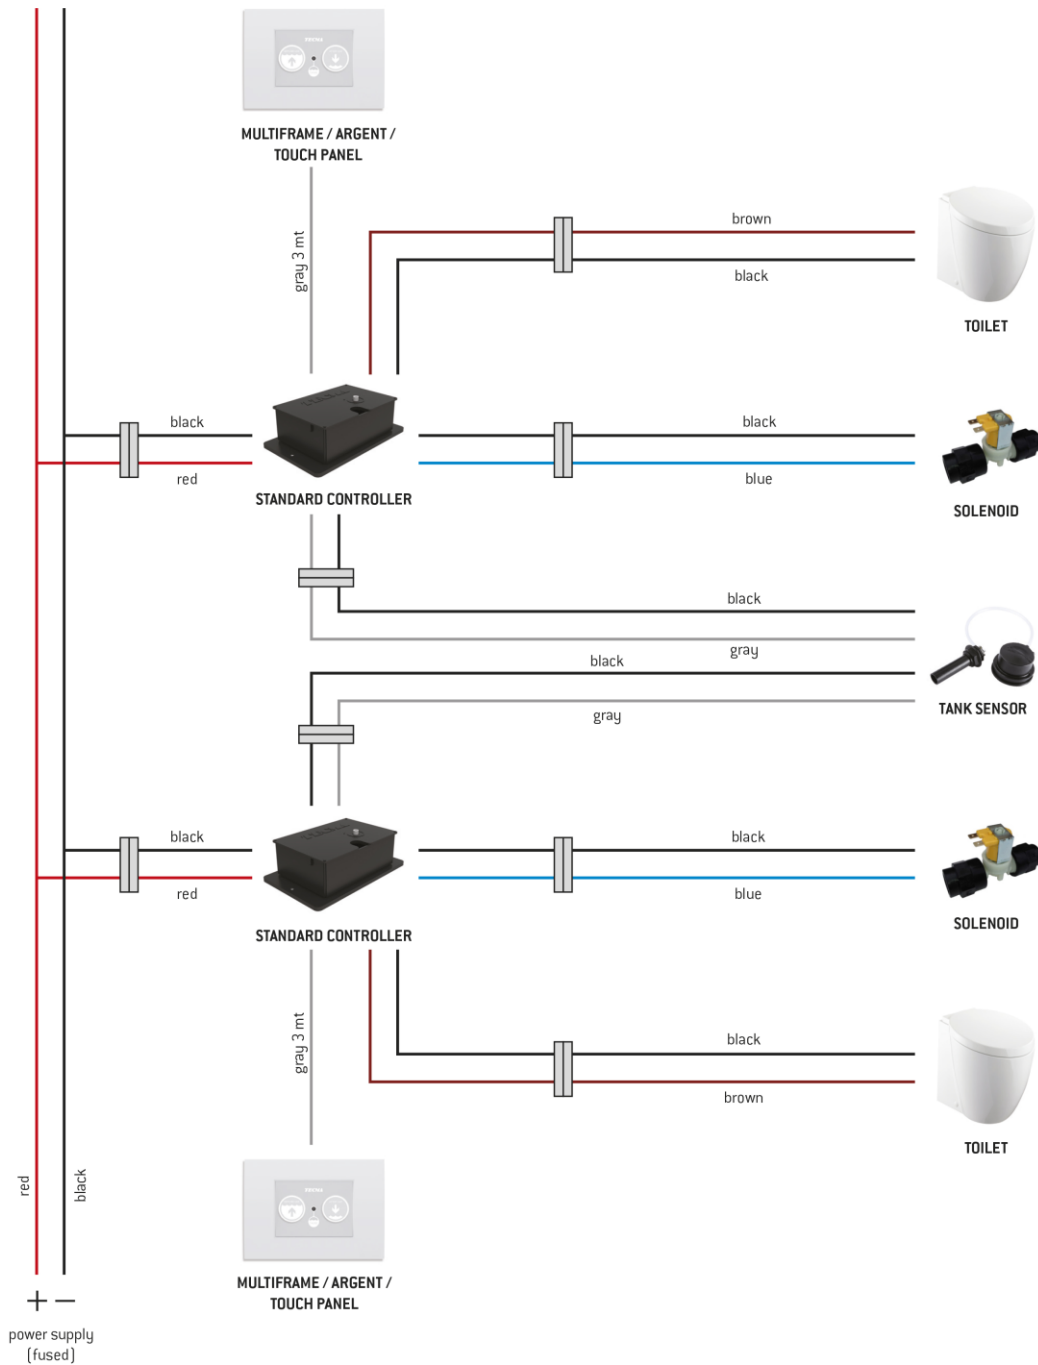 MULTIFRAME / ARGENT /
TOUCH PANEL
gray 3 mt
brown
black
TOILET
black
red
STANDARD CONTROLLER
black
blue
SOLENOID
black
gray
black
gray
TANK SENSOR
black
red
STANDARD CONTROLLER
black
blue
SOLENOID
gray 3 mt
black
brown
TOILET
red
black
MULTIFRAME / ARGENT /
TOUCH PANEL
+ −
power supply
(fused)